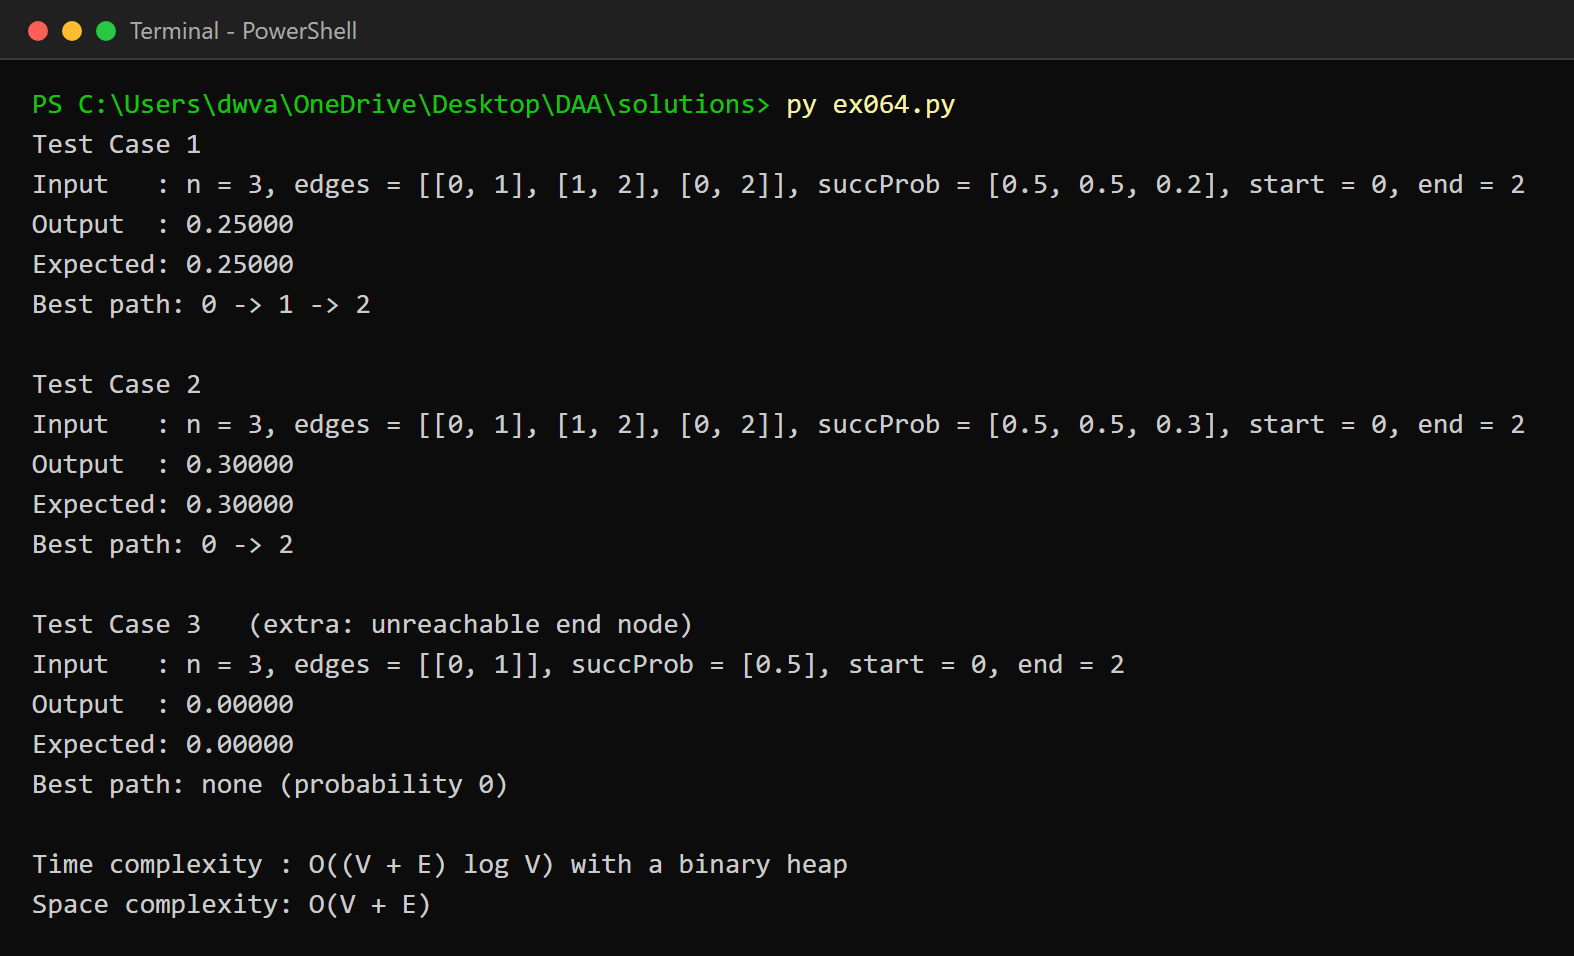 Terminal - PowerShell
PS C:\Users\dwva\OneDrive\Desktop\DAA\solutions> py ex064.py
Test Case 1
Input   : n = 3, edges = [[0, 1], [1, 2], [0, 2]], succProb = [0.5, 0.5, 0.2], start = 0, end = 2
Output  : 0.25000
Expected: 0.25000
Best path: 0 -> 1 -> 2
Test Case 2
Input   : n = 3, edges = [[0, 1], [1, 2], [0, 2]], succProb = [0.5, 0.5, 0.3], start = 0, end = 2
Output  : 0.30000
Expected: 0.30000
Best path: 0 -> 2
Test Case 3   (extra: unreachable end node)
Input   : n = 3, edges = [[0, 1]], succProb = [0.5], start = 0, end = 2
Output  : 0.00000
Expected: 0.00000
Best path: none (probability 0)
Time complexity : O((V + E) log V) with a binary heap
Space complexity: O(V + E)